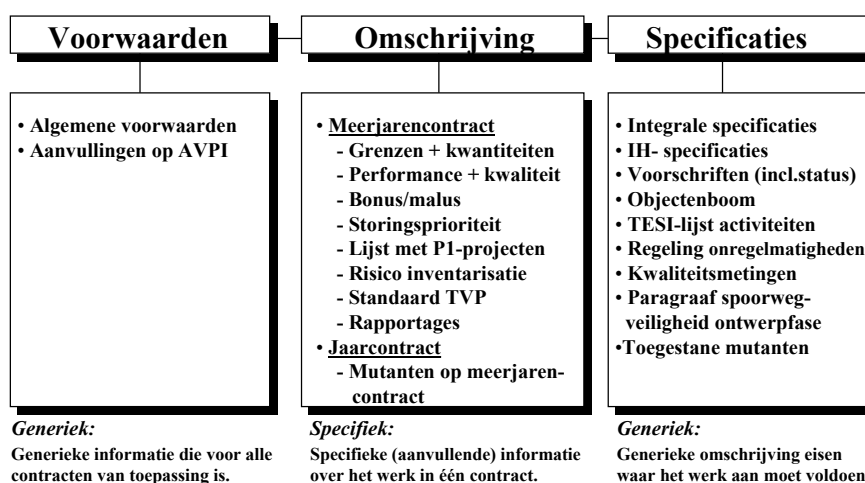 Voorwaarden
Omschrijving
Specificaties
• Algemene voorwaarden
• Aanvullingen op AVPI
• Meerjarencontract
- Grenzen + kwantiteiten
- Performance + kwaliteit
- Bonus/malus
- Storingsprioriteit
- Lijst met P1-projecten
- Risico inventarisatie
- Standaard TVP
- Rapportages
• Jaarcontract
- Mutanten op meerjaren-
contract
• Integrale specificaties
• IH- specificaties
• Voorschriften (incl.status)
• Objectenboom
• TESI-lijst activiteiten
• Regeling onregelmatigheden
• Kwaliteitsmetingen
• Paragraaf spoorweg-
veiligheid ontwerpfase
•Toegestane mutanten
Generiek:
Generieke informatie die voor alle
contracten van toepassing is.
Specifiek:
Specifieke (aanvullende) informatie
over het werk in één contract.
Generiek:
Generieke omschrijving eisen
waar het werk aan moet voldoen